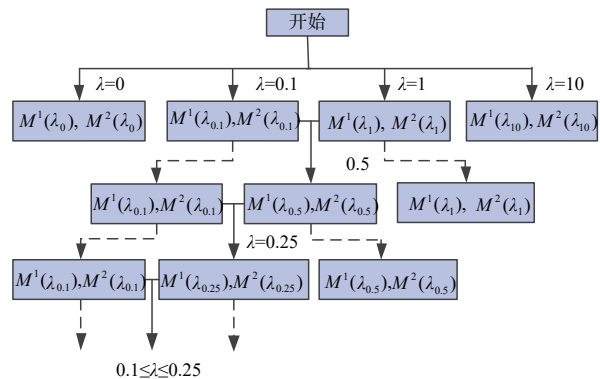 开始
λ=0
λ=0.1
λ=1
λ=10
M¹(λ₀), M²(λ₀)
M¹(λ₀.₁),M²(λ₀.₁)
M¹(λ₁), M²(λ₁)
M¹(λ₁₀), M²(λ₁₀)
0.5
M¹(λ₀.₁),M²(λ₀.₁)
M¹(λ₀.₅),M²(λ₀.₅)
M¹(λ₁), M²(λ₁)
λ=0.25
M¹(λ₀.₁),M²(λ₀.₁)
M¹(λ₀.₂₅),M²(λ₀.₂₅)
M¹(λ₀.₅),M²(λ₀.₅)
0.1≤λ≤0.25